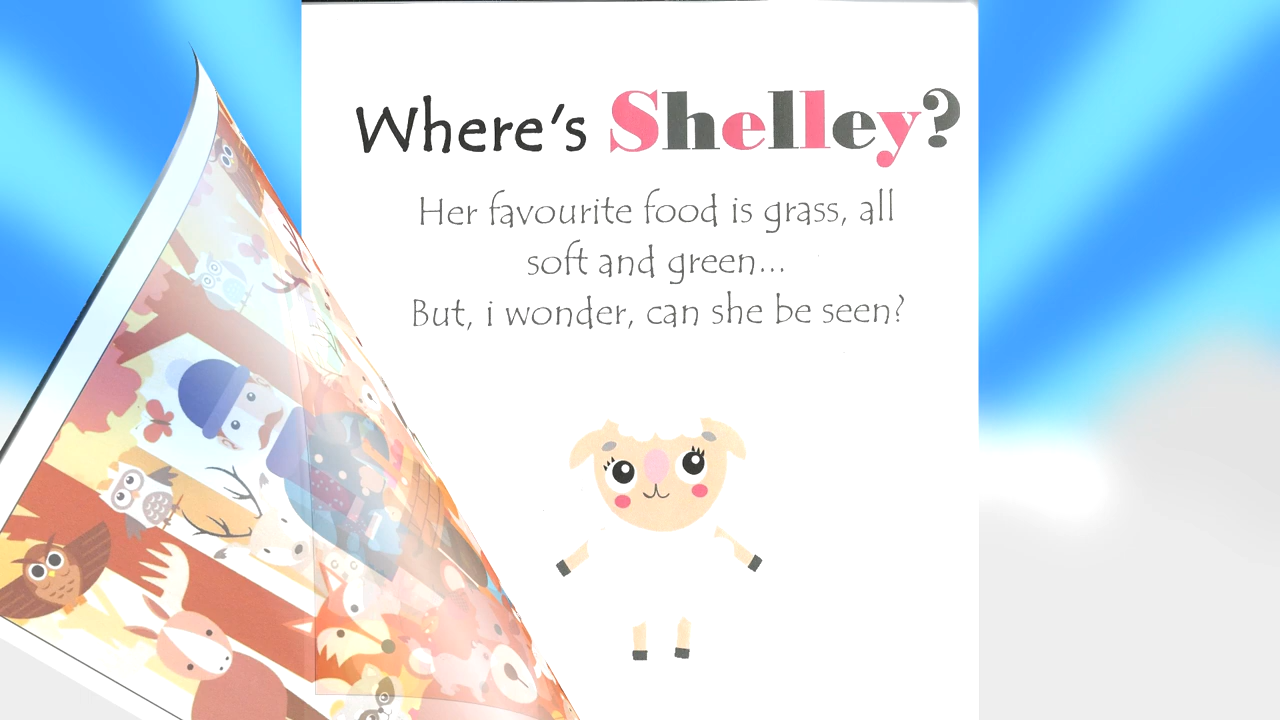 Where's Shelley?
Her favourite food is grass, all
soft and green...
But, i wonder, can she be seen?